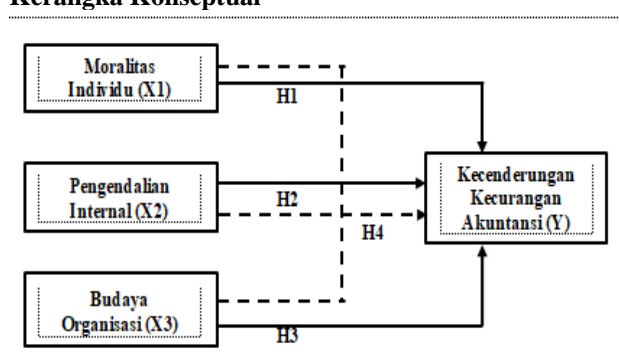 Kerangka Konseptual
Moralitas
Individu (X1)
H1
Pengendalian
Internal (X2)
H2
H4
Kecenderungan
Kecurangan
Akuntansi (Y)
Budaya
Organisasi (X3)
H3